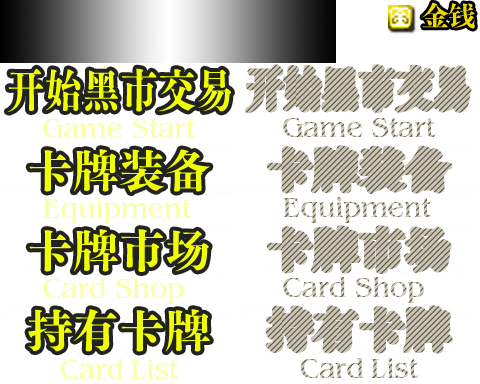 金 金钱
开始黑市交易 开始黑市交易
Game Start Game Start
卡牌装备 卡牌装备
Equipment Equipment
卡牌市场 卡牌市场
Card Shop Card Shop
持有卡牌 持有卡牌
Card List Card List